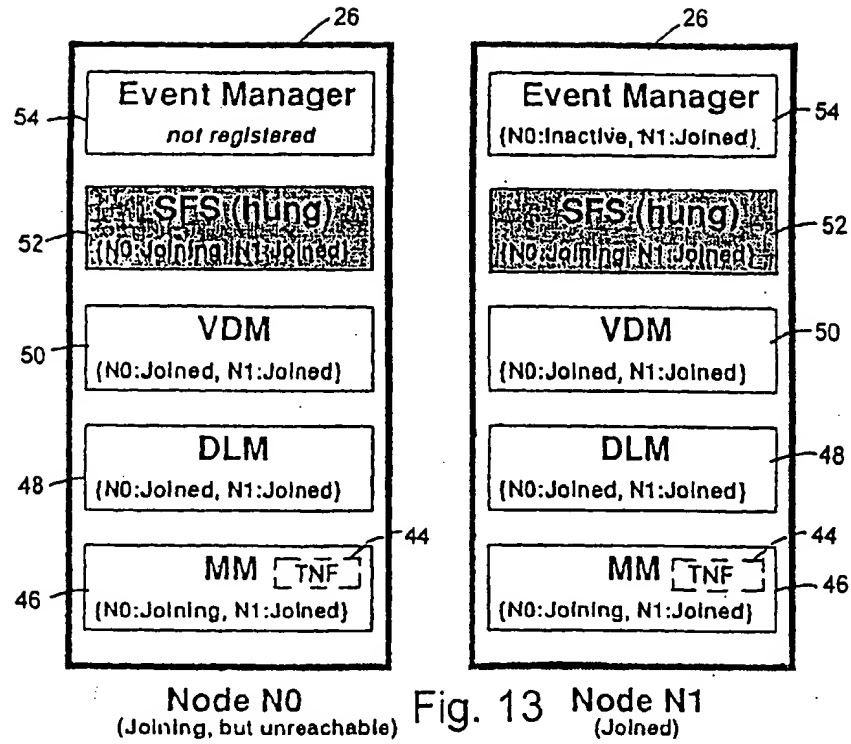 26
Event Manager
not registered
54
SFS (hung)
{N0:Joining, N1:Joined}
52
VDM
{N0:Joined, N1:Joined}
50
DLM
{N0:Joined, N1:Joined}
48
44
MM
TNF
{N0:Joining, N1:Joined}
46
Node N0
(Joining, but unreachable)
26
Event Manager
{N0:Inactive, N1:Joined}
54
SFS (hung)
{N0:Joining, N1:Joined}
52
VDM
{N0:Joined, N1:Joined}
50
DLM
{N0:Joined, N1:Joined}
48
44
MM
TNF
{N0:Joining, N1:Joined}
46
Fig. 13
Node N1
(Joined)